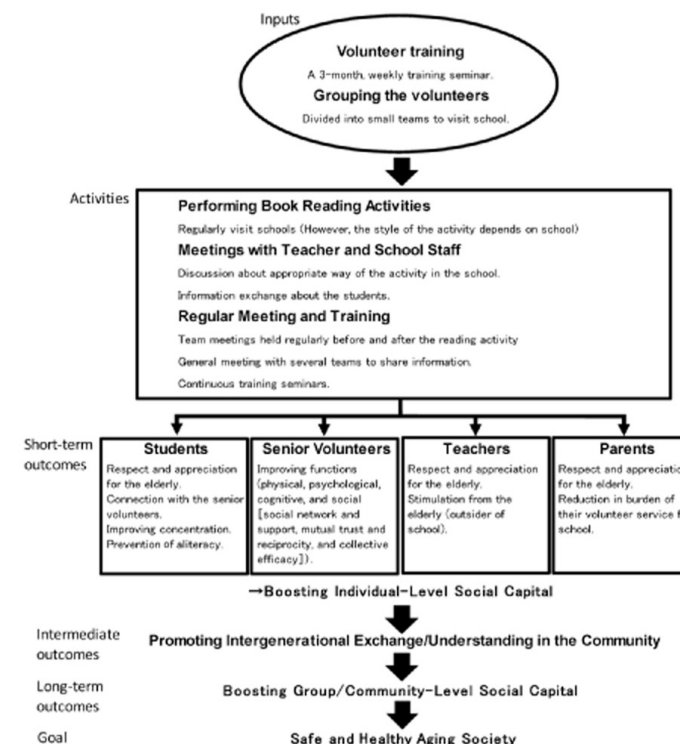 Inputs
Volunteer training
A 3-month, weekly training seminar.
Grouping the volunteers
Divided into small teams to visit school.
Activities
Performing Book Reading Activities
Regularly visit schools (However, the style of the activity depends on school)
Meetings with Teacher and School Staff
Discussion about appropriate way of the activity in the school.
Information exchange about the students.
Regular Meeting and Training
Team meetings held regularly before and after the reading activity
General meeting with several teams to share information.
Continuous training seminars.
Short-term
outcomes
Students
Respect and appreciation
for the elderly.
Connection with the senior
volunteers.
Improving concentration.
Prevention of aliteracy.
Senior Volunteers
Improving functions
(physical, psychological,
cognitive, and social
[social network and
support, mutual trust and
reciprocity, and collective
efficacy]).
Teachers
Respect and appreciation
for the elderly.
Stimulation from the
elderly (outsider of
school).
Parents
Respect and
for the elderly.
Reduction in burden of
their volunteer service
school.
→Boosting Individual-Level Social Capital
Intermediate
outcomes
Promoting Intergenerational Exchange/Understanding in the Community
Long-term
outcomes
Boosting Group/Community-Level Social Capital
Goal
Safe and Healthy Aging Society